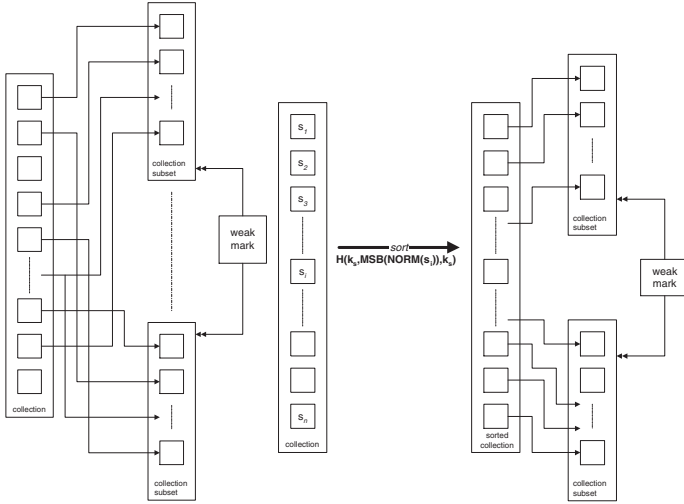 collection
subset
weak
mark
collection
collection
subset
s1
s2
s3
si
sn
collection
sort
H(ks,MSB(NORM(si)),ks)
collection
subset
weak
mark
sorted
collection
collection
subset